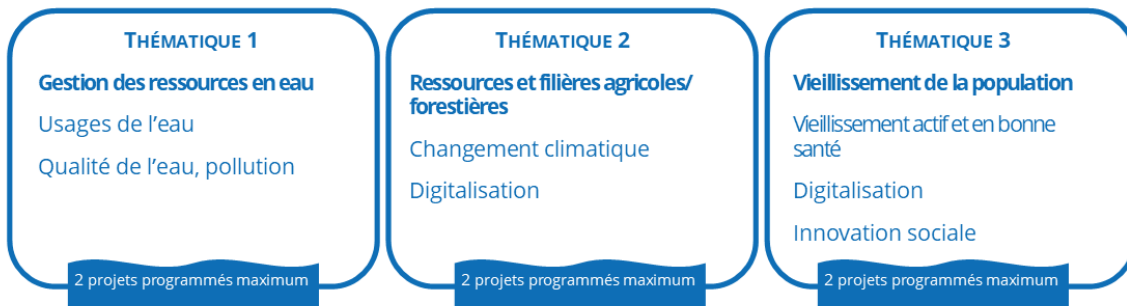 THÉMATIQUE 1
Gestion des ressources en eau
Usages de l'eau
Qualité de l'eau, pollution
2 projets programmés maximum
THÉMATIQUE 2
Ressources et filières agricoles/
forestières
Changement climatique
Digitalisation
2 projets programmés maximum
THÉMATIQUE 3
Vieillissement de la population
Vieillissement actif et en bonne
santé
Digitalisation
Innovation sociale
2 projets programmés maximum